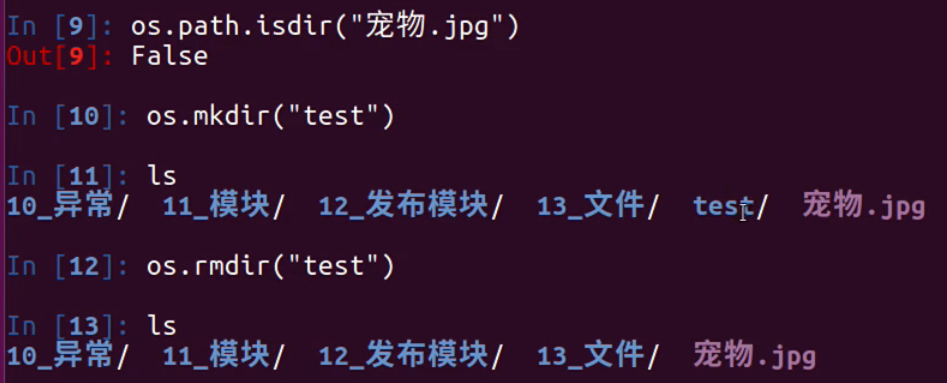 In [9]: os.path.isdir("宠物.jpg")
Out[9]: False
In [10]: os.mkdir("test")
In [11]: ls
10_异常/  11_模块/  12_发布模块/  13_文件/  test/  宠物.jpg
In [12]: os.rmdir("test")
In [13]: ls
10_异常/  11_模块/  12_发布模块/  13_文件/  宠物.jpg